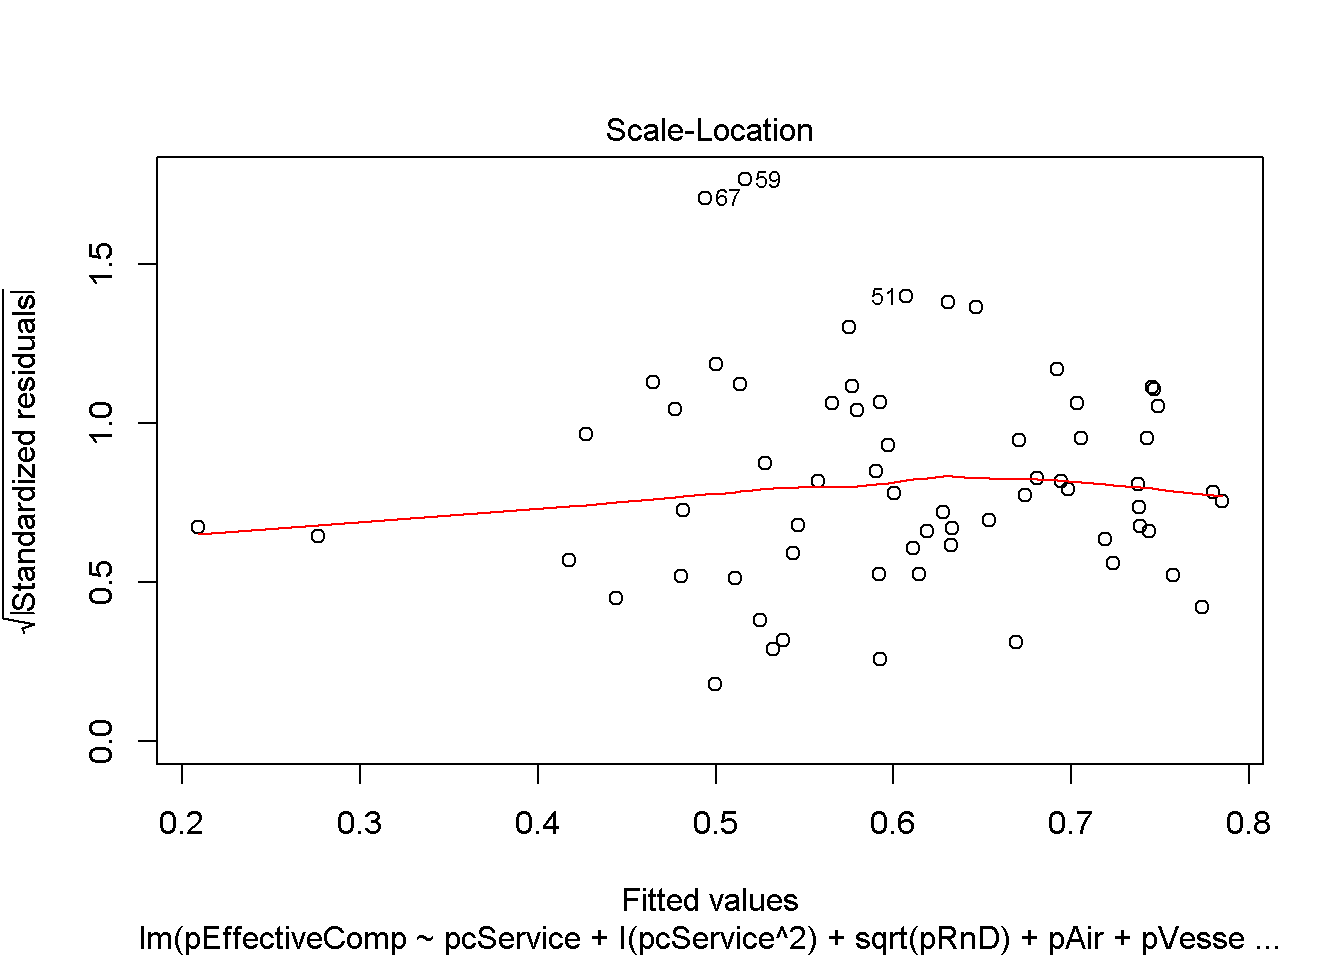 Scale-Location
59
67
51
√|Standardized residuals|
1.5
1.0
0.5
0.0
0.2 0.3 0.4 0.5 0.6 0.7 0.8
Fitted values
lm(pEffectiveComp ~ pcService + I(pcService^2) + sqrt(pRnD) + pAir + pVesse ...